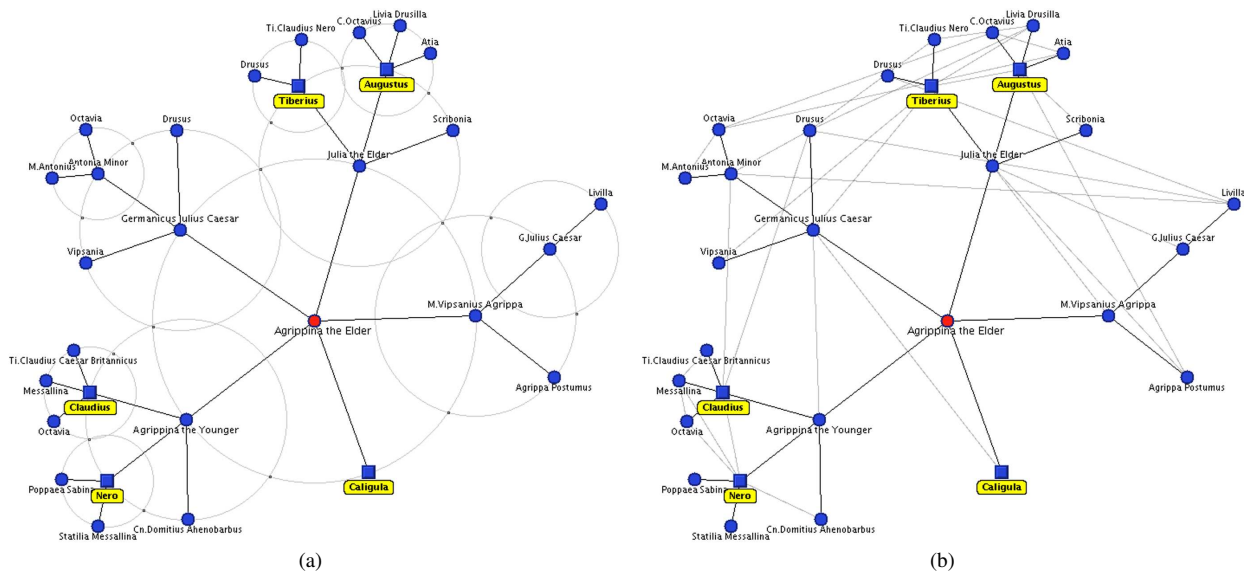 C.Octavius
Livia Drusilla
Ti.Claudius Nero
Atia
Drusus
Augustus
Tiberius
Octavia
Drusus
Scribonia
Julia the Elder
M.Antonius
Antonia Minor
Livilla
Germanicus Julius Caesar
G.Julius Caesar
Vipsania
M.Vipsanius Agrippa
Agrippina the Elder
Ti.Claudius Caesar Britannicus
Messallina
Claudius
Agrippa Postumus
Octavia
Agrippina the Younger
Poppaea Sabina
Nero
Caligula
Cn.Domitius Ahenobarbus
Statilia Messallina
(a)
Livia Drusilla
C.Octavius
Ti.Claudius Nero
Atia
Drusus
Augustus
Tiberius
Octavia
Drusus
Scribonia
Julia the Elder
M.Antonius
Antonia Minor
Livilla
Germanicus Julius Caesar
G.Julius Caesar
Vipsania
M.Vipsanius Agrippa
Agrippina the Elder
Ti.Claudius Caesar Britannicus
Messallina
Claudius
Agrippa Postumus
Octavia
Agrippina the Younger
Poppaea Sabina
Nero
Caligula
Cn.Domitius Ahenobarbus
Statilia Messallina
(b)